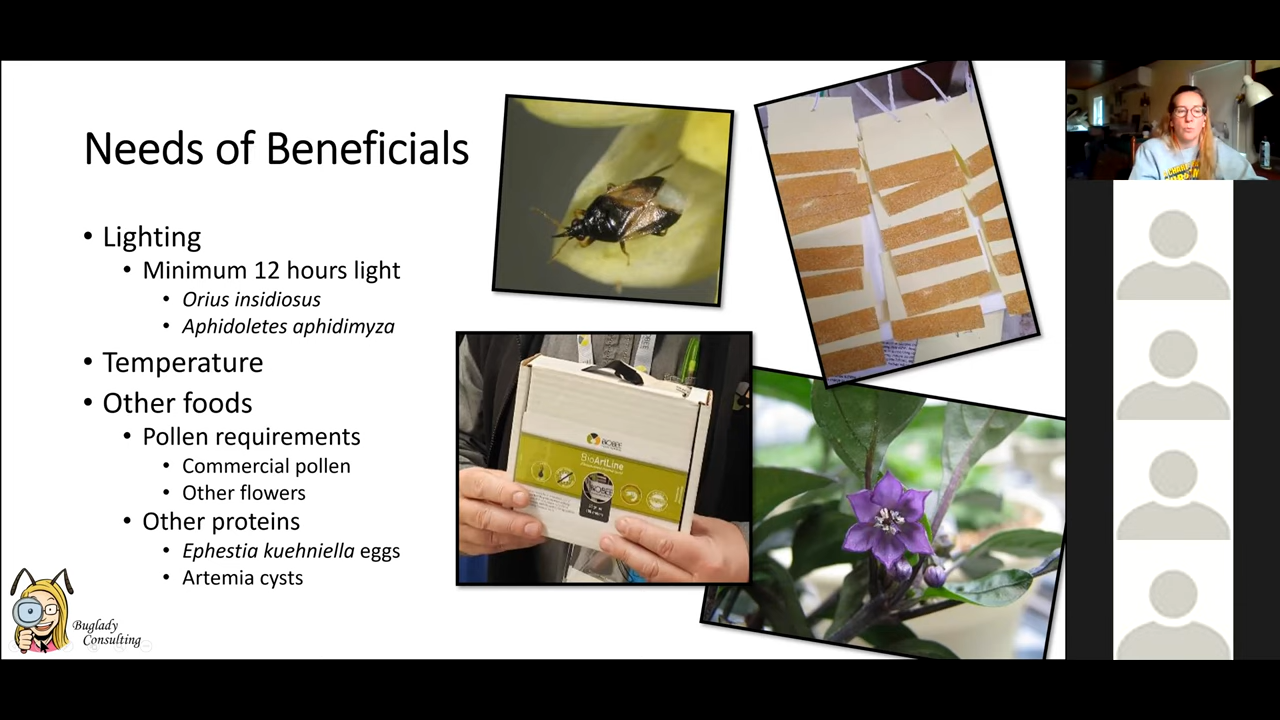 Needs of Beneficials
• Lighting
• Minimum 12 hours light
• Orius insidiosus
• Aphidoletes aphidimyza
• Temperature
• Other foods
• Pollen requirements
• Commercial pollen
• Other flowers
• Other proteins
• Ephestia kuehniella eggs
• Artemia cysts
Buglady
Consulting
BioArtLine